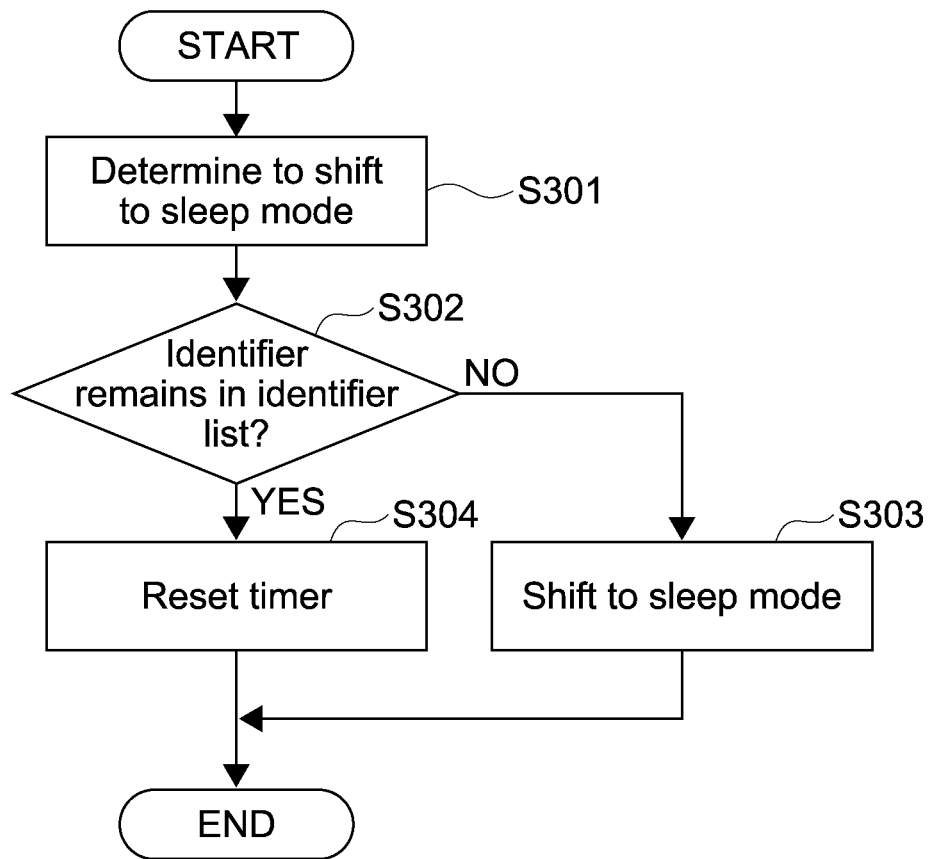 START
Determine to shift
to sleep mode
S301
S302
Identifier
remains in identifier
list?
NO
YES
S304
S303
Reset timer
Shift to sleep mode
END